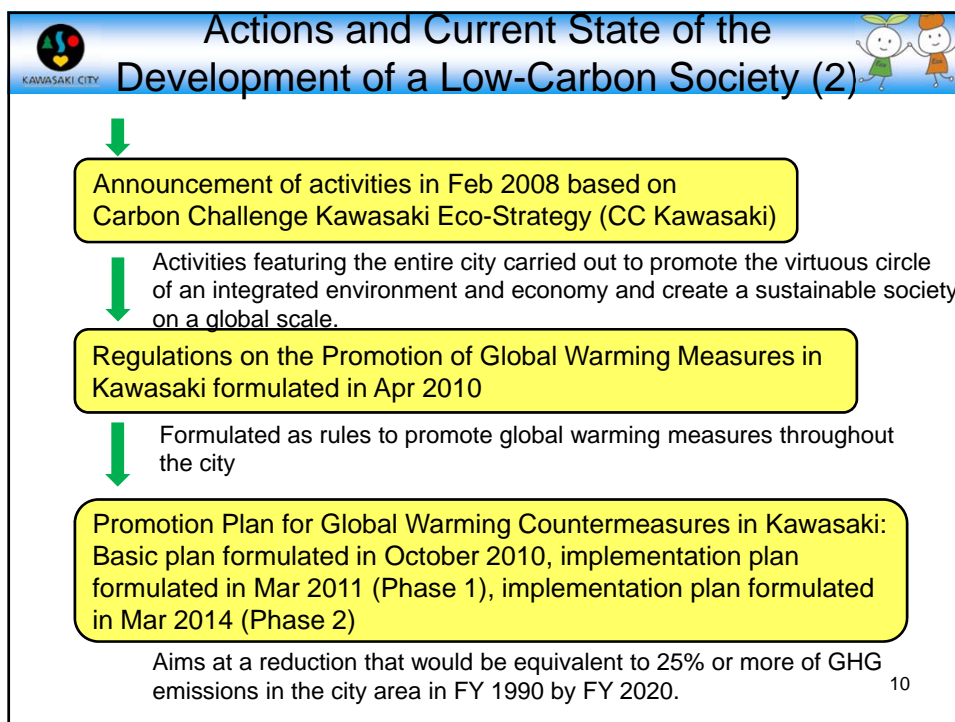 Actions and Current State of the
Development of a Low-Carbon Society (2)
KAWASAKI CITY
Announcement of activities in Feb 2008 based on
Carbon Challenge Kawasaki Eco-Strategy (CC Kawasaki)
Activities featuring the entire city carried out to promote the virtuous circle
of an integrated environment and economy and create a sustainable society
on a global scale.
Regulations on the Promotion of Global Warming Measures in
Kawasaki formulated in Apr 2010
Formulated as rules to promote global warming measures throughout
the city
Promotion Plan for Global Warming Countermeasures in Kawasaki:
Basic plan formulated in October 2010, implementation plan
formulated in Mar 2011 (Phase 1), implementation plan formulated
in Mar 2014 (Phase 2)
Aims at a reduction that would be equivalent to 25% or more of GHG
emissions in the city area in FY 1990 by FY 2020.
10